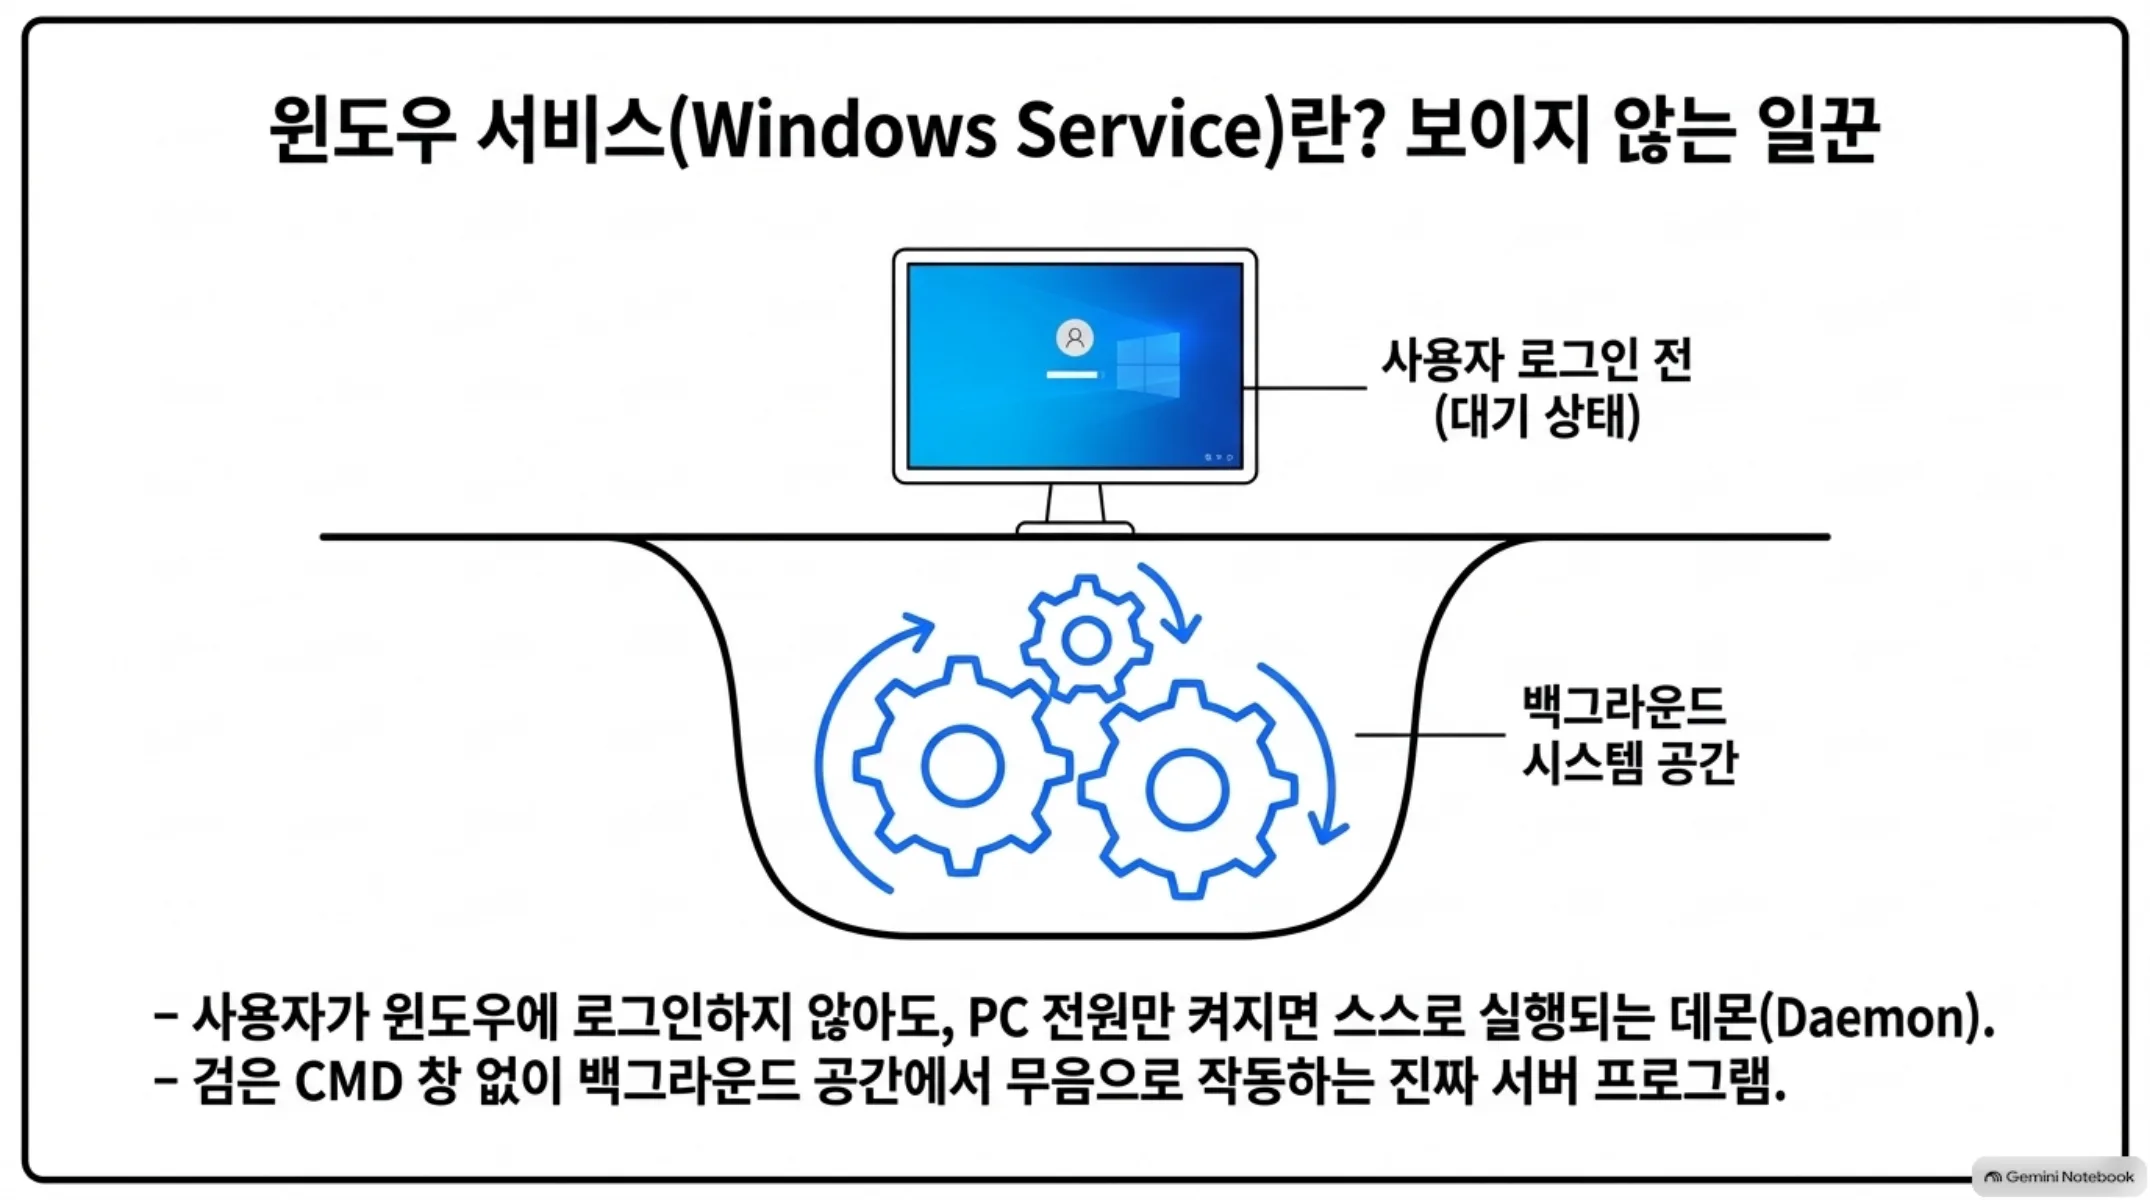 윈도우 서비스(Windows Service)란? 보이지 않는 일꾼
사용자 로그인 전
(대기 상태)
백그라운드
시스템 공간
- 사용자가 윈도우에 로그인하지 않아도, PC 전원만 켜지면 스스로 실행되는 데몬(Daemon).
- 검은 CMD 창 없이 백그라운드 공간에서 무음으로 작동하는 진짜 서버 프로그램.
Gemini Notebook